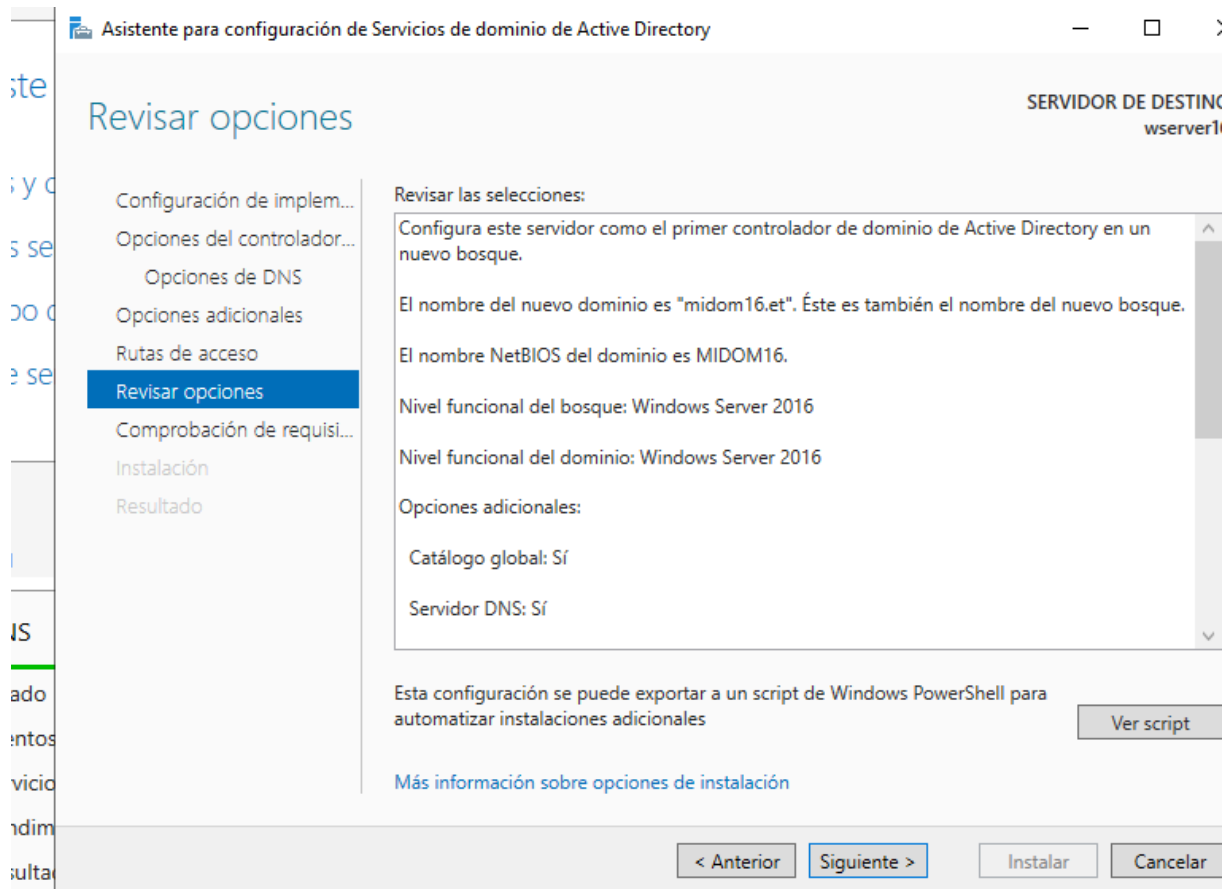 Asistente para configuración de Servicios de dominio de Active Directory
Revisar opciones
SERVIDOR DE DESTINO
wserver16
Configuración de implem...
Opciones del controlador...
Opciones de DNS
Opciones adicionales
Rutas de acceso
Revisar opciones
Comprobación de requisi...
Instalación
Resultado
Revisar las selecciones:
Configura este servidor como el primer controlador de dominio de Active Directory en un
nuevo bosque.
El nombre del nuevo dominio es "midom16.et". Éste es también el nombre del nuevo bosque.
El nombre NetBIOS del dominio es MIDOM16.
Nivel funcional del bosque: Windows Server 2016
Nivel funcional del dominio: Windows Server 2016
Opciones adicionales:
Catálogo global: Sí
Servidor DNS: Sí
Esta configuración se puede exportar a un script de Windows PowerShell para
automatizar instalaciones adicionales
Ver script
Más información sobre opciones de instalación
< Anterior
Siguiente >
Instalar
Cancelar